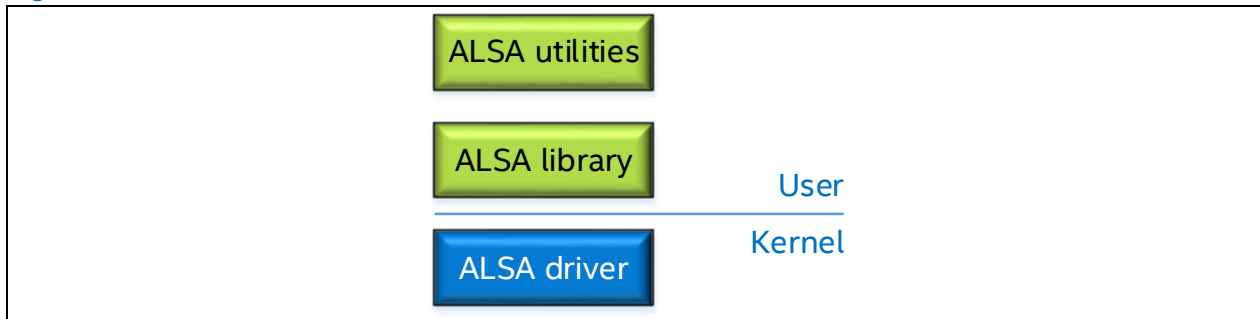 ALSA utilities
ALSA library
User
Kernel
ALSA driver